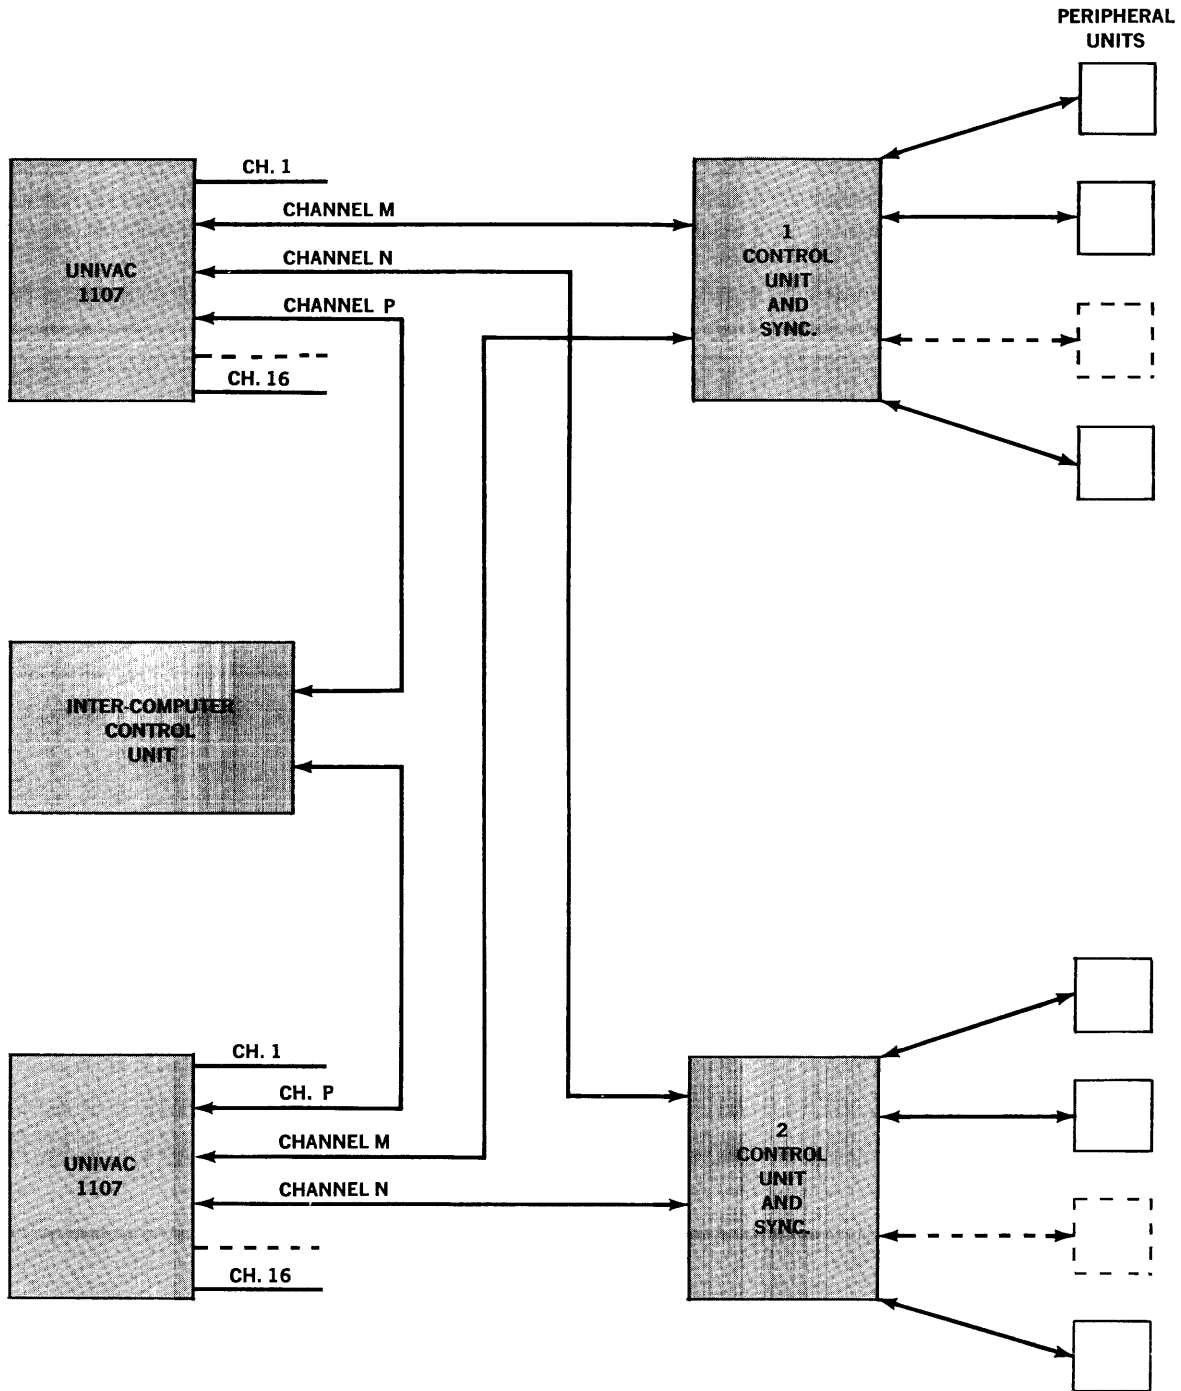 PERIPHERAL
UNITS
CH. 1
CHANNEL M
CHANNEL N
CHANNEL P
CH. 16
UNIVAC
1107
1
CONTROL
UNIT
AND
SYNC.
INTER-COMPUTER
CONTROL
UNIT
CH. 1
CH. P
CHANNEL M
CHANNEL N
CH. 16
UNIVAC
1107
2
CONTROL
UNIT
AND
SYNC.